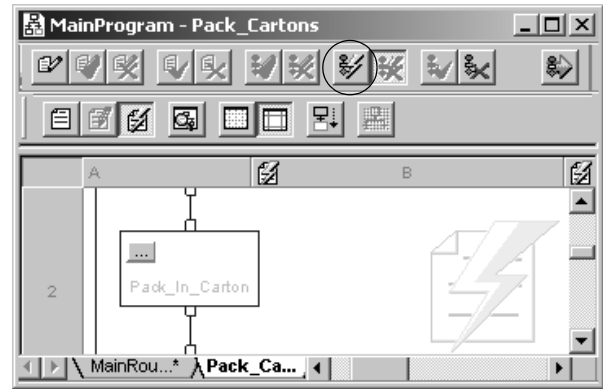 MainProgram - Pack_Cartons
A B
...
Pack_In_Carton
2
MainRou...* Pack_Ca...